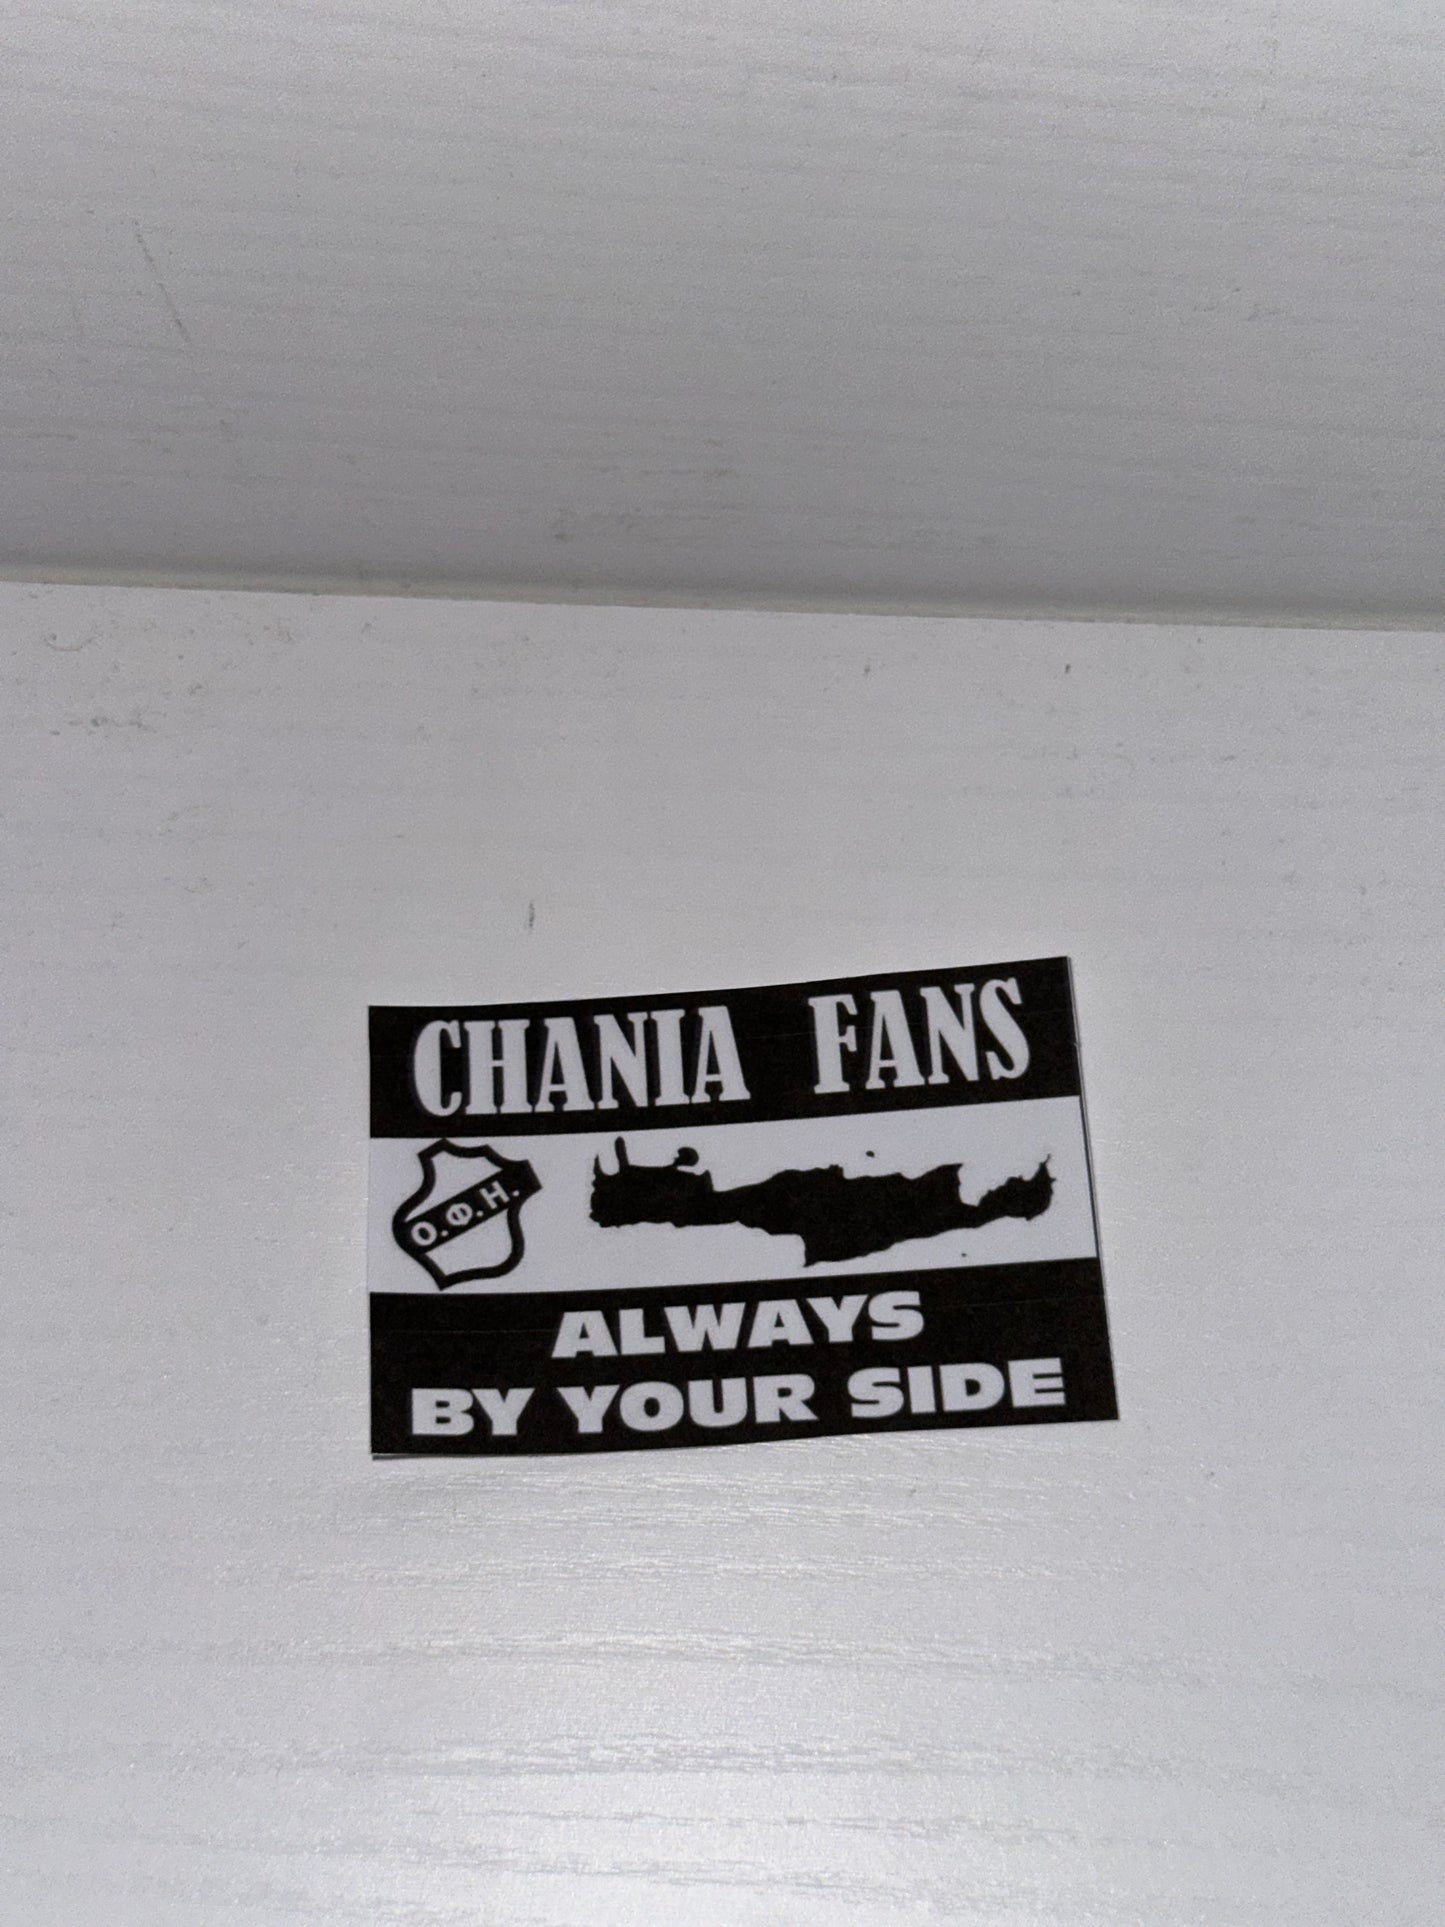 CHANIA FANS
Ο.Φ.Η.
ALWAYS
BY YOUR SIDE